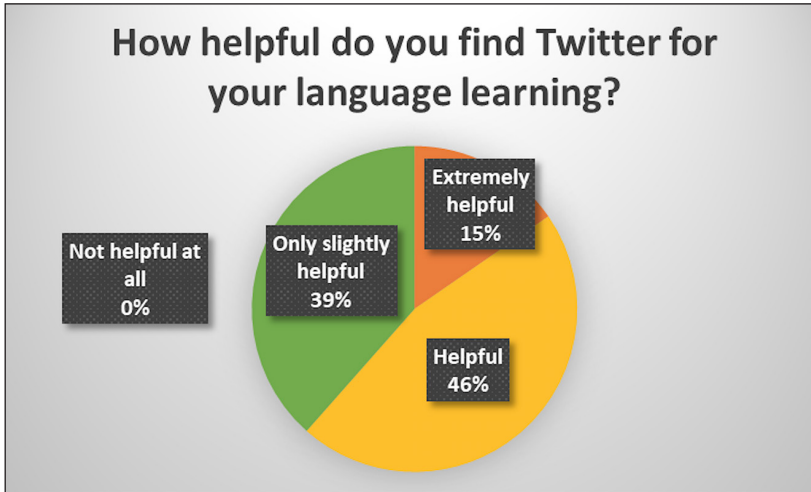 How helpful do you find Twitter for
your language learning?
Extremely
helpful
15%
Only slightly
helpful
39%
Not helpful at
all
0%
Helpful
46%